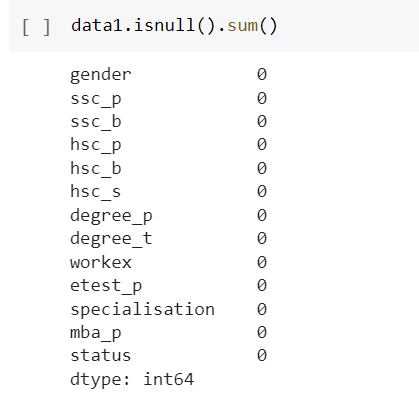 [ ] data1.isnull().sum()
gender 0
ssc_p 0
ssc_b 0
hsc_p 0
hsc_b 0
hsc_s 0
degree_p 0
degree_t 0
workex 0
etest_p 0
specialisation 0
mba_p 0
status 0
dtype: int64